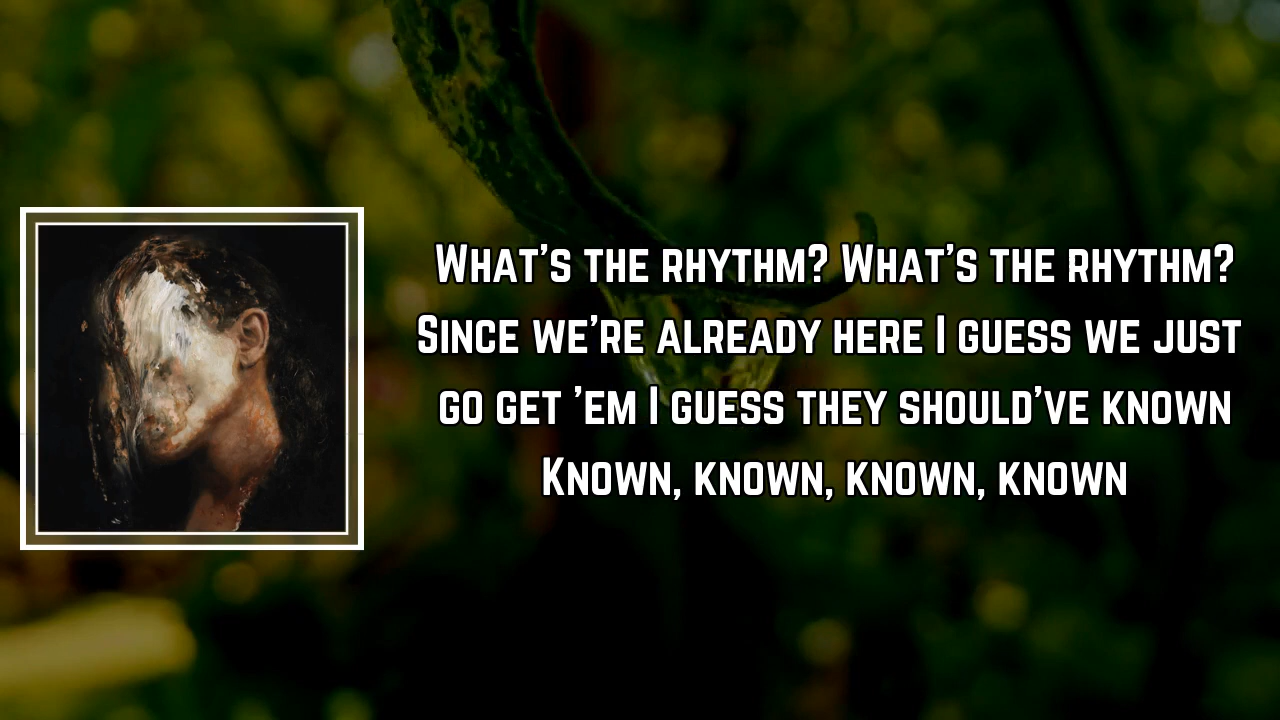 What's the rhythm? What's the rhythm?
Since we're already here I guess we just
go get 'em I guess they should've known
Known, known, known, known